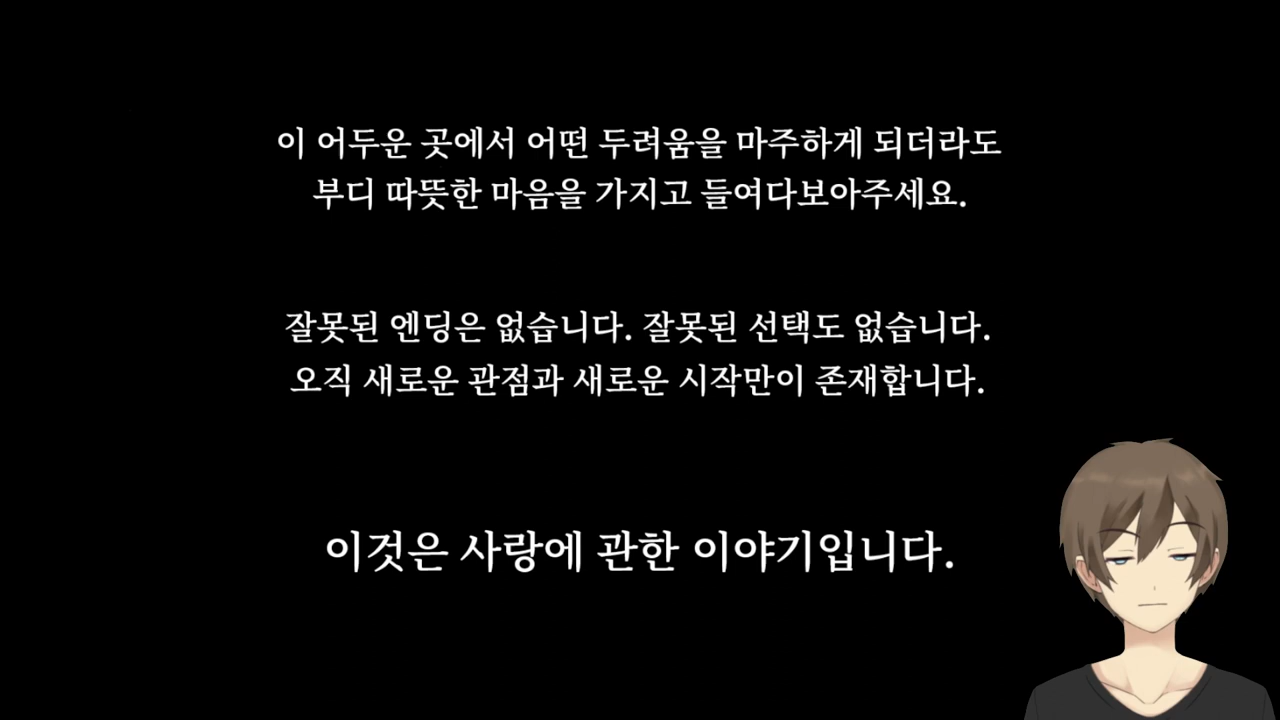 이 어두운 곳에서 어떤 두려움을 마주하게 되더라도
부디 따뜻한 마음을 가지고 들여다보아주세요.
잘못된 엔딩은 없습니다. 잘못된 선택도 없습니다.
오직 새로운 관점과 새로운 시작만이 존재합니다.
이것은 사랑에 관한 이야기입니다.